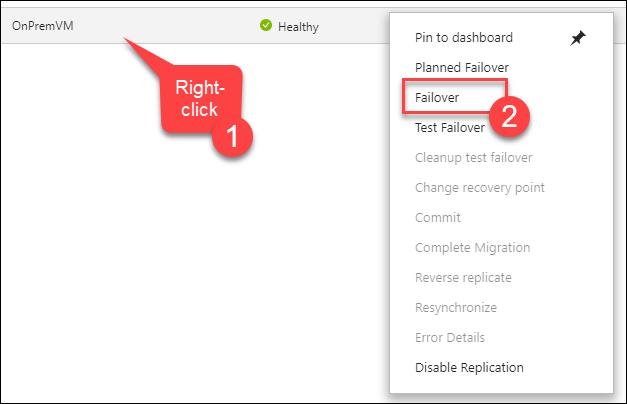 OnPremVM
Healthy
Right-
click
1
Pin to dashboard
Planned Failover
Failover
2
Test Failover
Cleanup test failover
Change recovery point
Commit
Complete Migration
Reverse replicate
Resynchronize
Error Details
Disable Replication